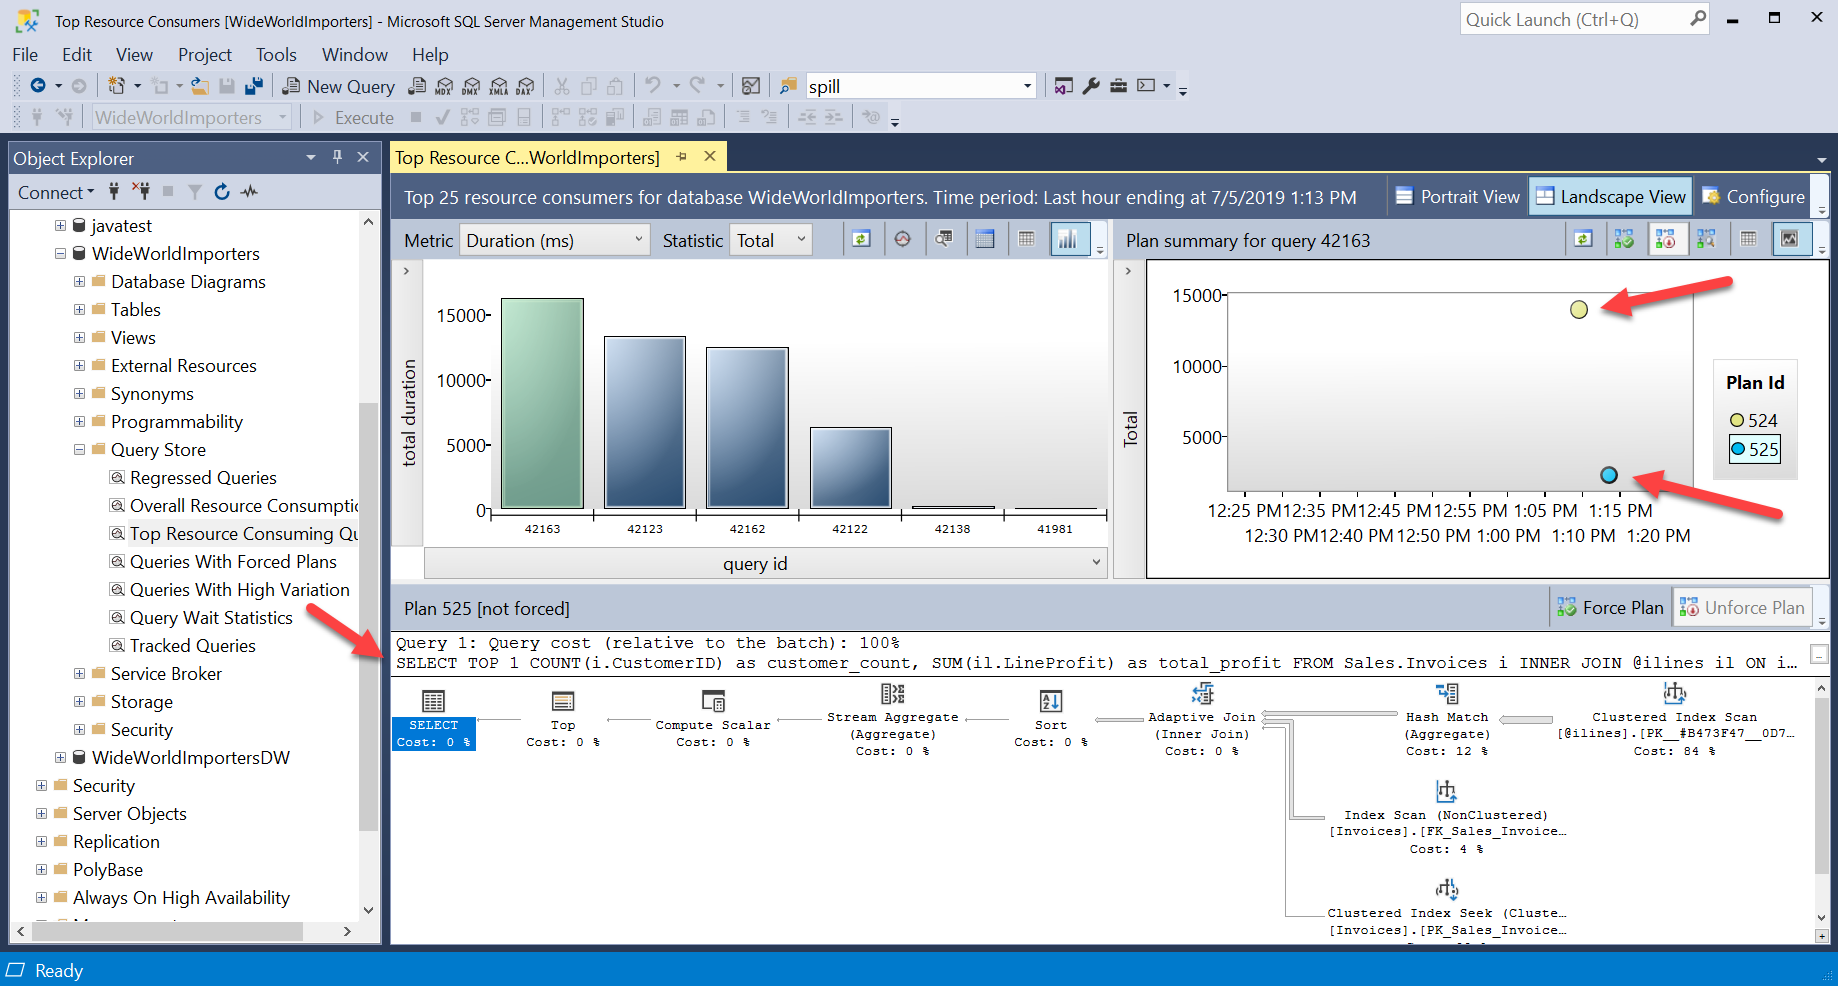 Top Resource Consumers [WideWorldImporters] - Microsoft SQL Server Management Studio
Quick Launch (Ctrl+Q)
File Edit View Project Tools Window Help
New Query MDX DMX XMLA DAX spill
WideWorldImporters Execute
Object Explorer
Connect
javatest
WideWorldImporters
Database Diagrams
Tables
Views
External Resources
Synonyms
Programmability
Query Store
Regressed Queries
Overall Resource Consumptio
Top Resource Consuming Qu
Queries With Forced Plans
Queries With High Variation
Query Wait Statistics
Tracked Queries
Service Broker
Storage
Security
WideWorldImportersDW
Security
Server Objects
Replication
PolyBase
Always On High Availability
Top Resource C...WorldImporters]
Top 25 resource consumers for database WideWorldImporters. Time period: Last hour ending at 7/5/2019 1:13 PM
Portrait View Landscape View Configure
Metric Duration (ms) Statistic Total
total duration
15000
10000
5000
0
42163 42123 42162 42122 42138 41981
query id
Plan summary for query 42163
Total
15000
10000
5000
12:25 PM 12:35 PM 12:45 PM 12:55 PM 1:05 PM 1:15 PM
12:30 PM 12:40 PM 12:50 PM 1:00 PM 1:10 PM 1:20 PM
Plan Id
524
525
Plan 525 [not forced]
Force Plan Unforce Plan
Query 1: Query cost (relative to the batch): 100%
SELECT TOP 1 COUNT(i.CustomerID) as customer_count, SUM(il.LineProfit) as total_profit FROM Sales.Invoices i INNER JOIN @ilines il ON i...
SELECT
Cost: 0 %
Top
Cost: 0 %
Compute Scalar
Cost: 0 %
Stream Aggregate
(Aggregate)
Cost: 0 %
Sort
Cost: 0 %
Adaptive Join
(Inner Join)
Cost: 0 %
Hash Match
(Aggregate)
Cost: 12 %
Clustered Index Scan
[@ilines].[PK__#B473F47__0D7...
Cost: 84 %
Index Scan (NonClustered)
[Invoices].[FK_Sales_Invoice...
Cost: 4 %
Clustered Index Seek (Cluste...
[Invoices].[PK_Sales_Invoice...
Ready